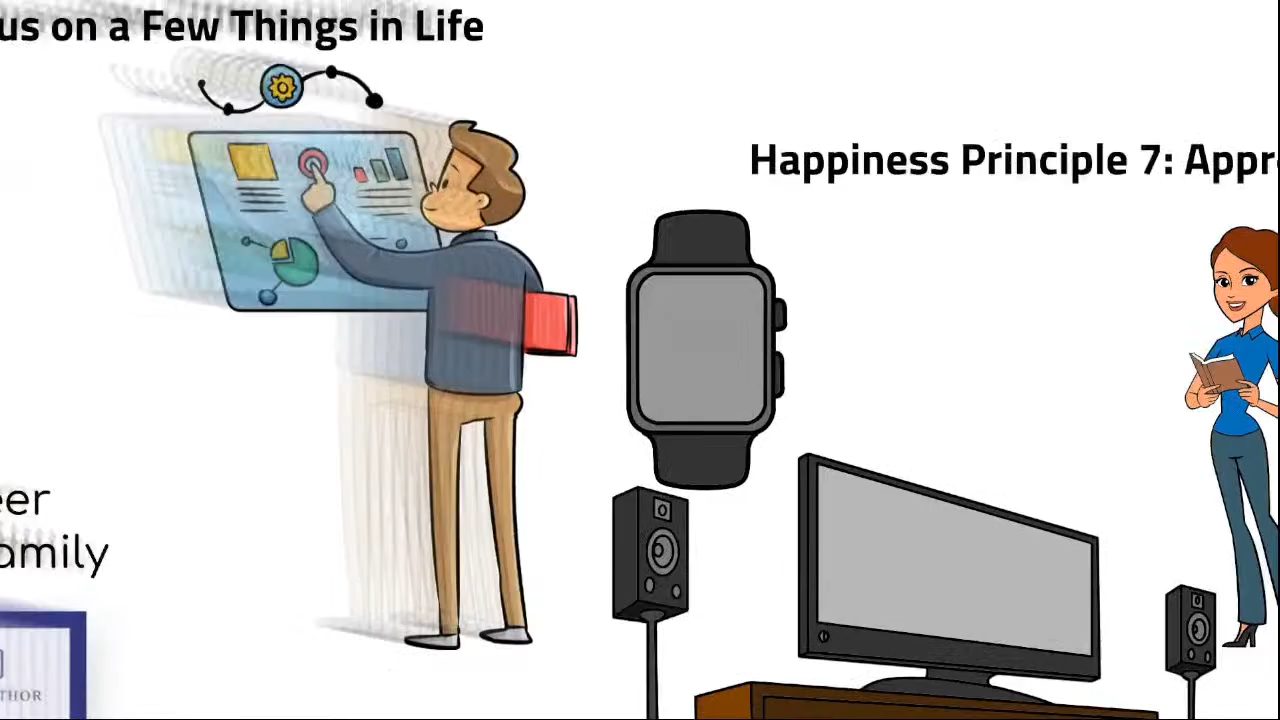 us on a Few Things in Life
Happiness Principle 7: Appr
eer
amily
THOR